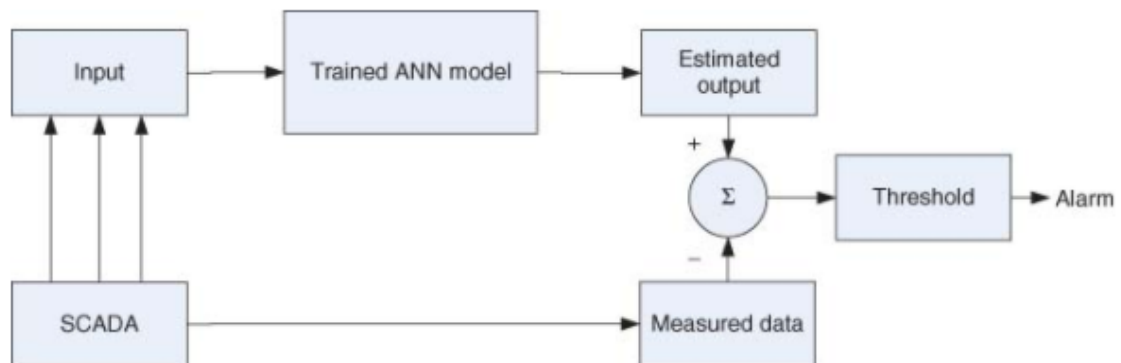 Input
Trained ANN model
Estimated
output
+
Σ
Threshold
Alarm
−
SCADA
Measured data